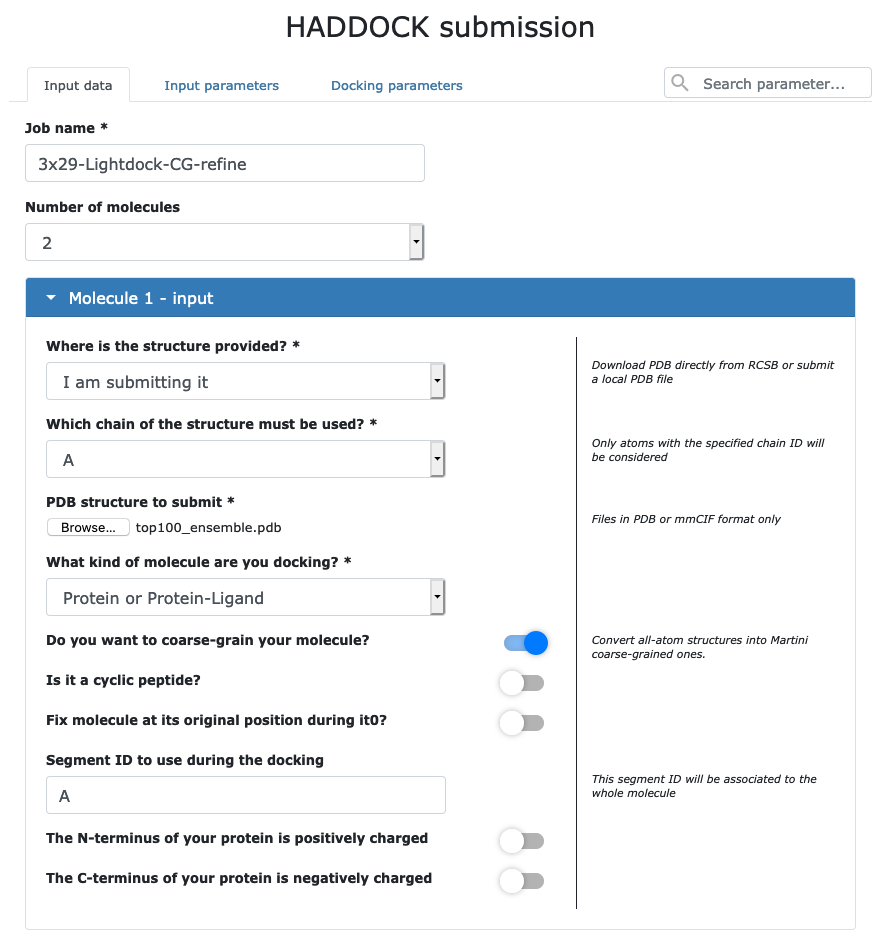 HADDOCK submission
Input data
Input parameters
Docking parameters
Search parameter...
Job name *
3x29-Lightdock-CG-refine
Number of molecules
2
Molecule 1 - input
Where is the structure provided? *
I am submitting it
Download PDB directly from RCSB or submit
a local PDB file
Which chain of the structure must be used? *
A
Only atoms with the specified chain ID will
be considered
PDB structure to submit *
Browse... top100_ensemble.pdb
Files in PDB or mmCIF format only
What kind of molecule are you docking? *
Protein or Protein-Ligand
Do you want to coarse-grain your molecule?
Convert all-atom structures into Martini
coarse-grained ones.
Is it a cyclic peptide?
Fix molecule at its original position during it0?
Segment ID to use during the docking
A
This segment ID will be associated to the
whole molecule
The N-terminus of your protein is positively charged
The C-terminus of your protein is negatively charged